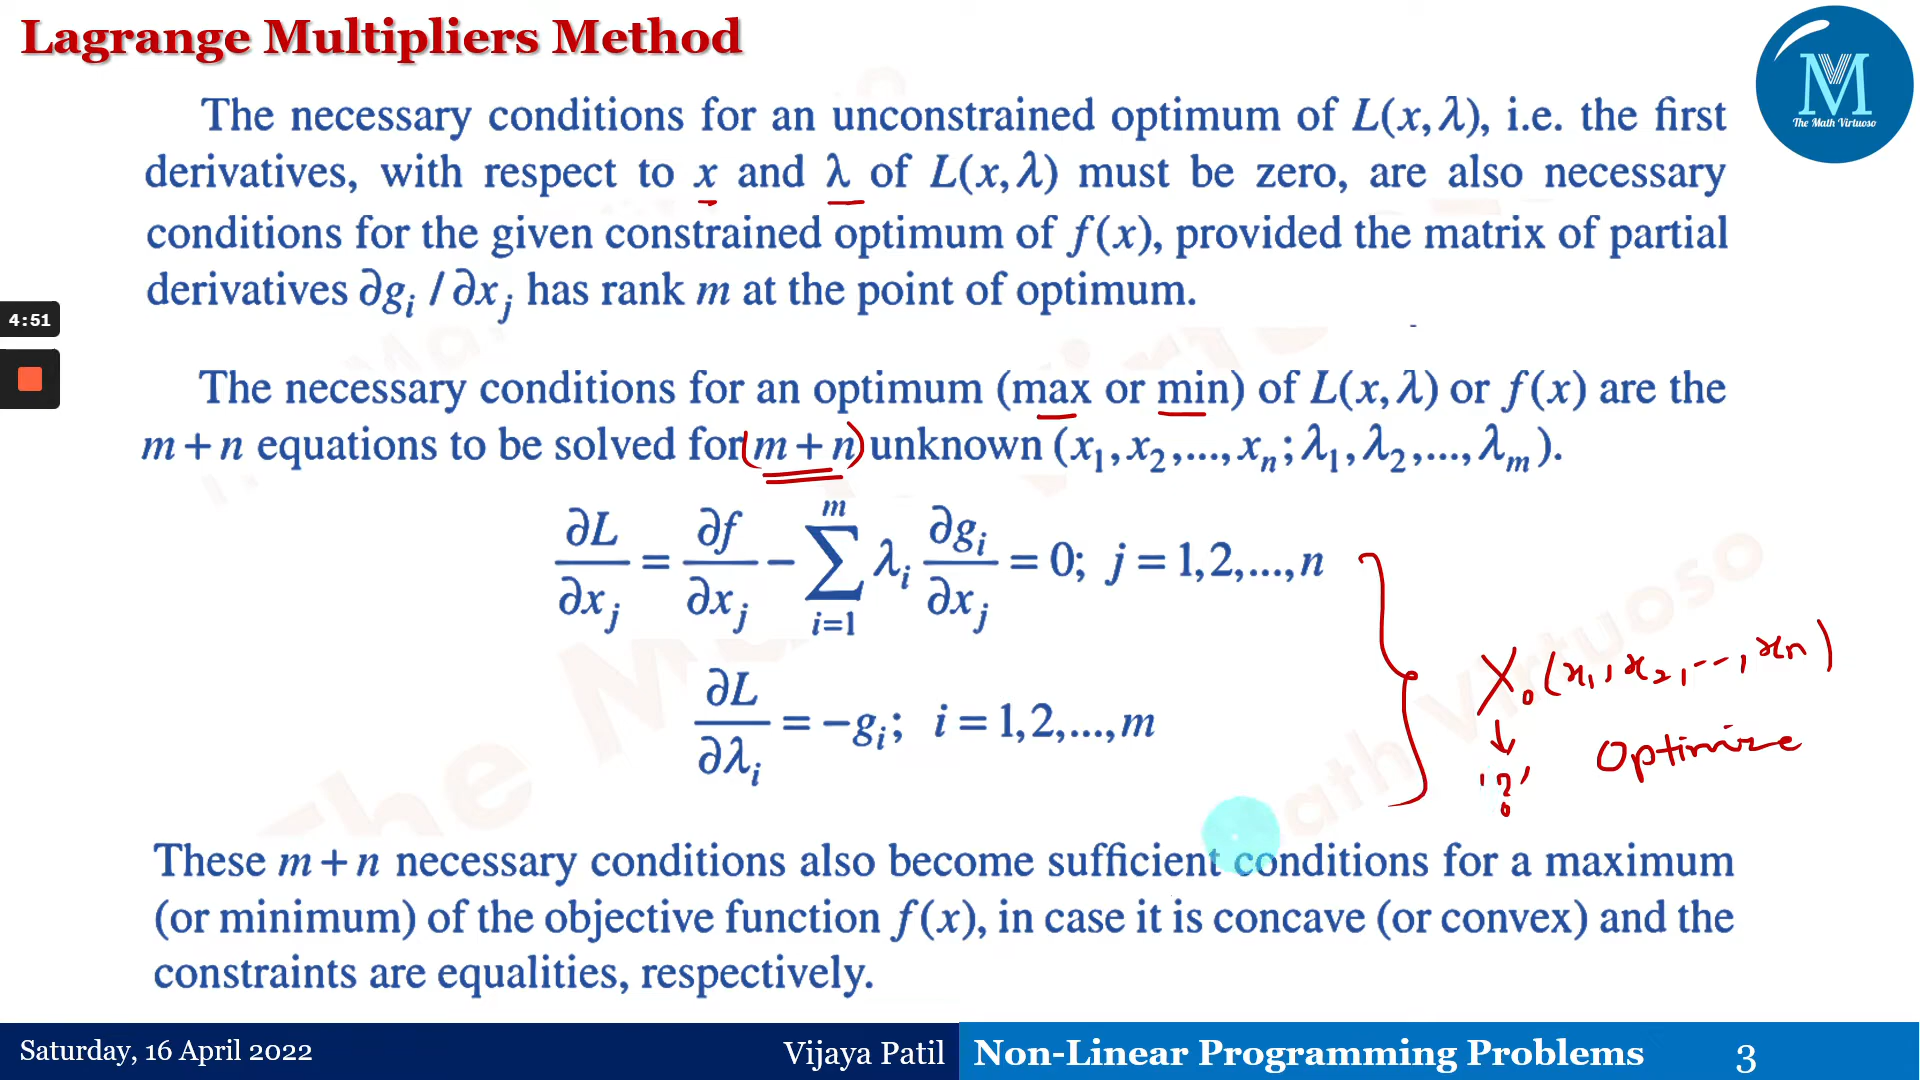 Lagrange Multipliers Method
M
The Math Virtuoso
The necessary conditions for an unconstrained optimum of L(x, λ), i.e. the first
derivatives, with respect to x and λ of L(x, λ) must be zero, are also necessary
conditions for the given constrained optimum of f(x), provided the matrix of partial
derivatives ∂gᵢ / ∂xⱼ has rank m at the point of optimum.
4:51
The necessary conditions for an optimum (max or min) of L(x, λ) or f(x) are the
m + n equations to be solved for (m + n) unknown (x₁, x₂,..., xₙ; λ₁, λ₂,..., λₘ).
∂L/∂xⱼ = ∂f/∂xⱼ − ∑ᵢ₌₁ᵐ λᵢ ∂gᵢ/∂xⱼ = 0; j = 1, 2,..., n
X₀ (x₁, x₂, --, xn)
∂L/∂λᵢ = −gᵢ; i = 1, 2,..., m
↓ Optimize
'?'
These m + n necessary conditions also become sufficient conditions for a maximum
(or minimum) of the objective function f(x), in case it is concave (or convex) and the
constraints are equalities, respectively.
Saturday, 16 April 2022
Vijaya Patil
Non-Linear Programming Problems
3